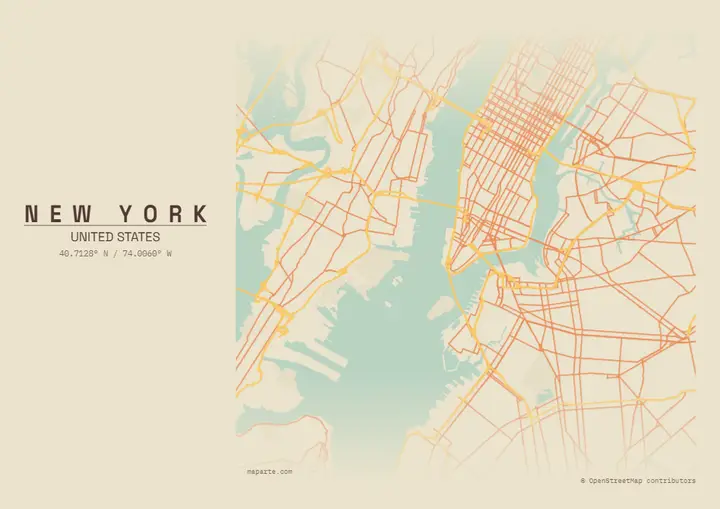 NEW YORK
UNITED STATES
40.7128° N / 74.0060° W
maparte.com
© OpenStreetMap contributors